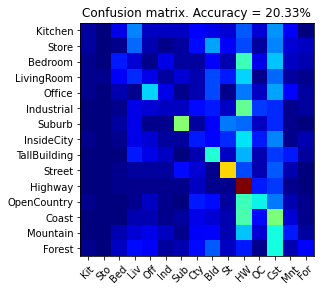 Confusion matrix. Accuracy = 20.33%
Kitchen
Store
Bedroom
LivingRoom
Office
Industrial
Suburb
InsideCity
TallBuilding
Street
Highway
OpenCountry
Coast
Mountain
Forest
Kit Sto Bed Liv Off Ind Sub Cty Bld St HW OC Cst Mnt For